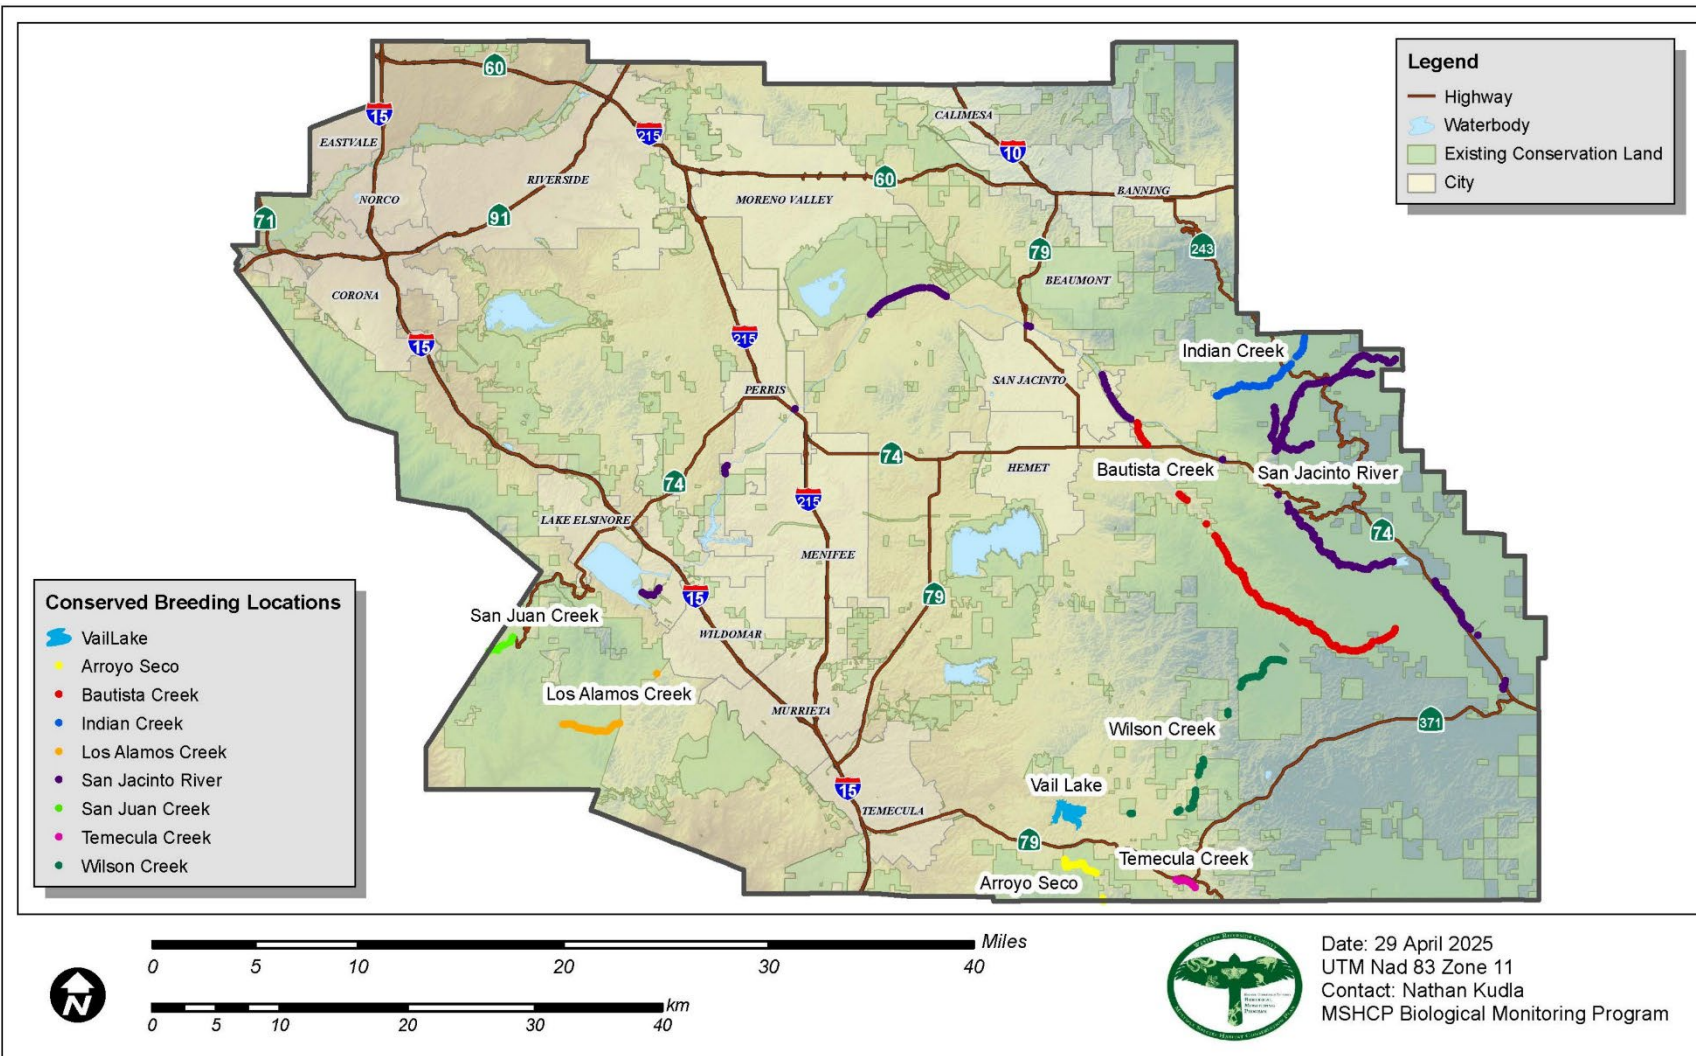 60
15
EASTVALE
215
CALIMESA
10
Legend
Highway
Waterbody
Existing Conservation Land
City
RIVERSIDE
60
BANNING
NORCO
MORENO VALLEY
71
91
79
243
BEAUMONT
CORONA
15
215
Indian Creek
SAN JACINTO
PERRIS
74
HEMET
Bautista Creek
San Jacinto River
74
215
LAKE ELSINORE
MENIFEE
74
79
15
San Juan Creek
WILDOMAR
Los Alamos Creek
MURRIETA
Wilson Creek
371
Vail Lake
15
TEMECULA
79
Temecula Creek
Arroyo Seco
Conserved Breeding Locations
VailLake
Arroyo Seco
Bautista Creek
Indian Creek
Los Alamos Creek
San Jacinto River
San Juan Creek
Temecula Creek
Wilson Creek
Miles
0 5 10 20 30 40
km
0 5 10 20 30 40
N
Date: 29 April 2025
UTM Nad 83 Zone 11
Contact: Nathan Kudla
MSHCP Biological Monitoring Program